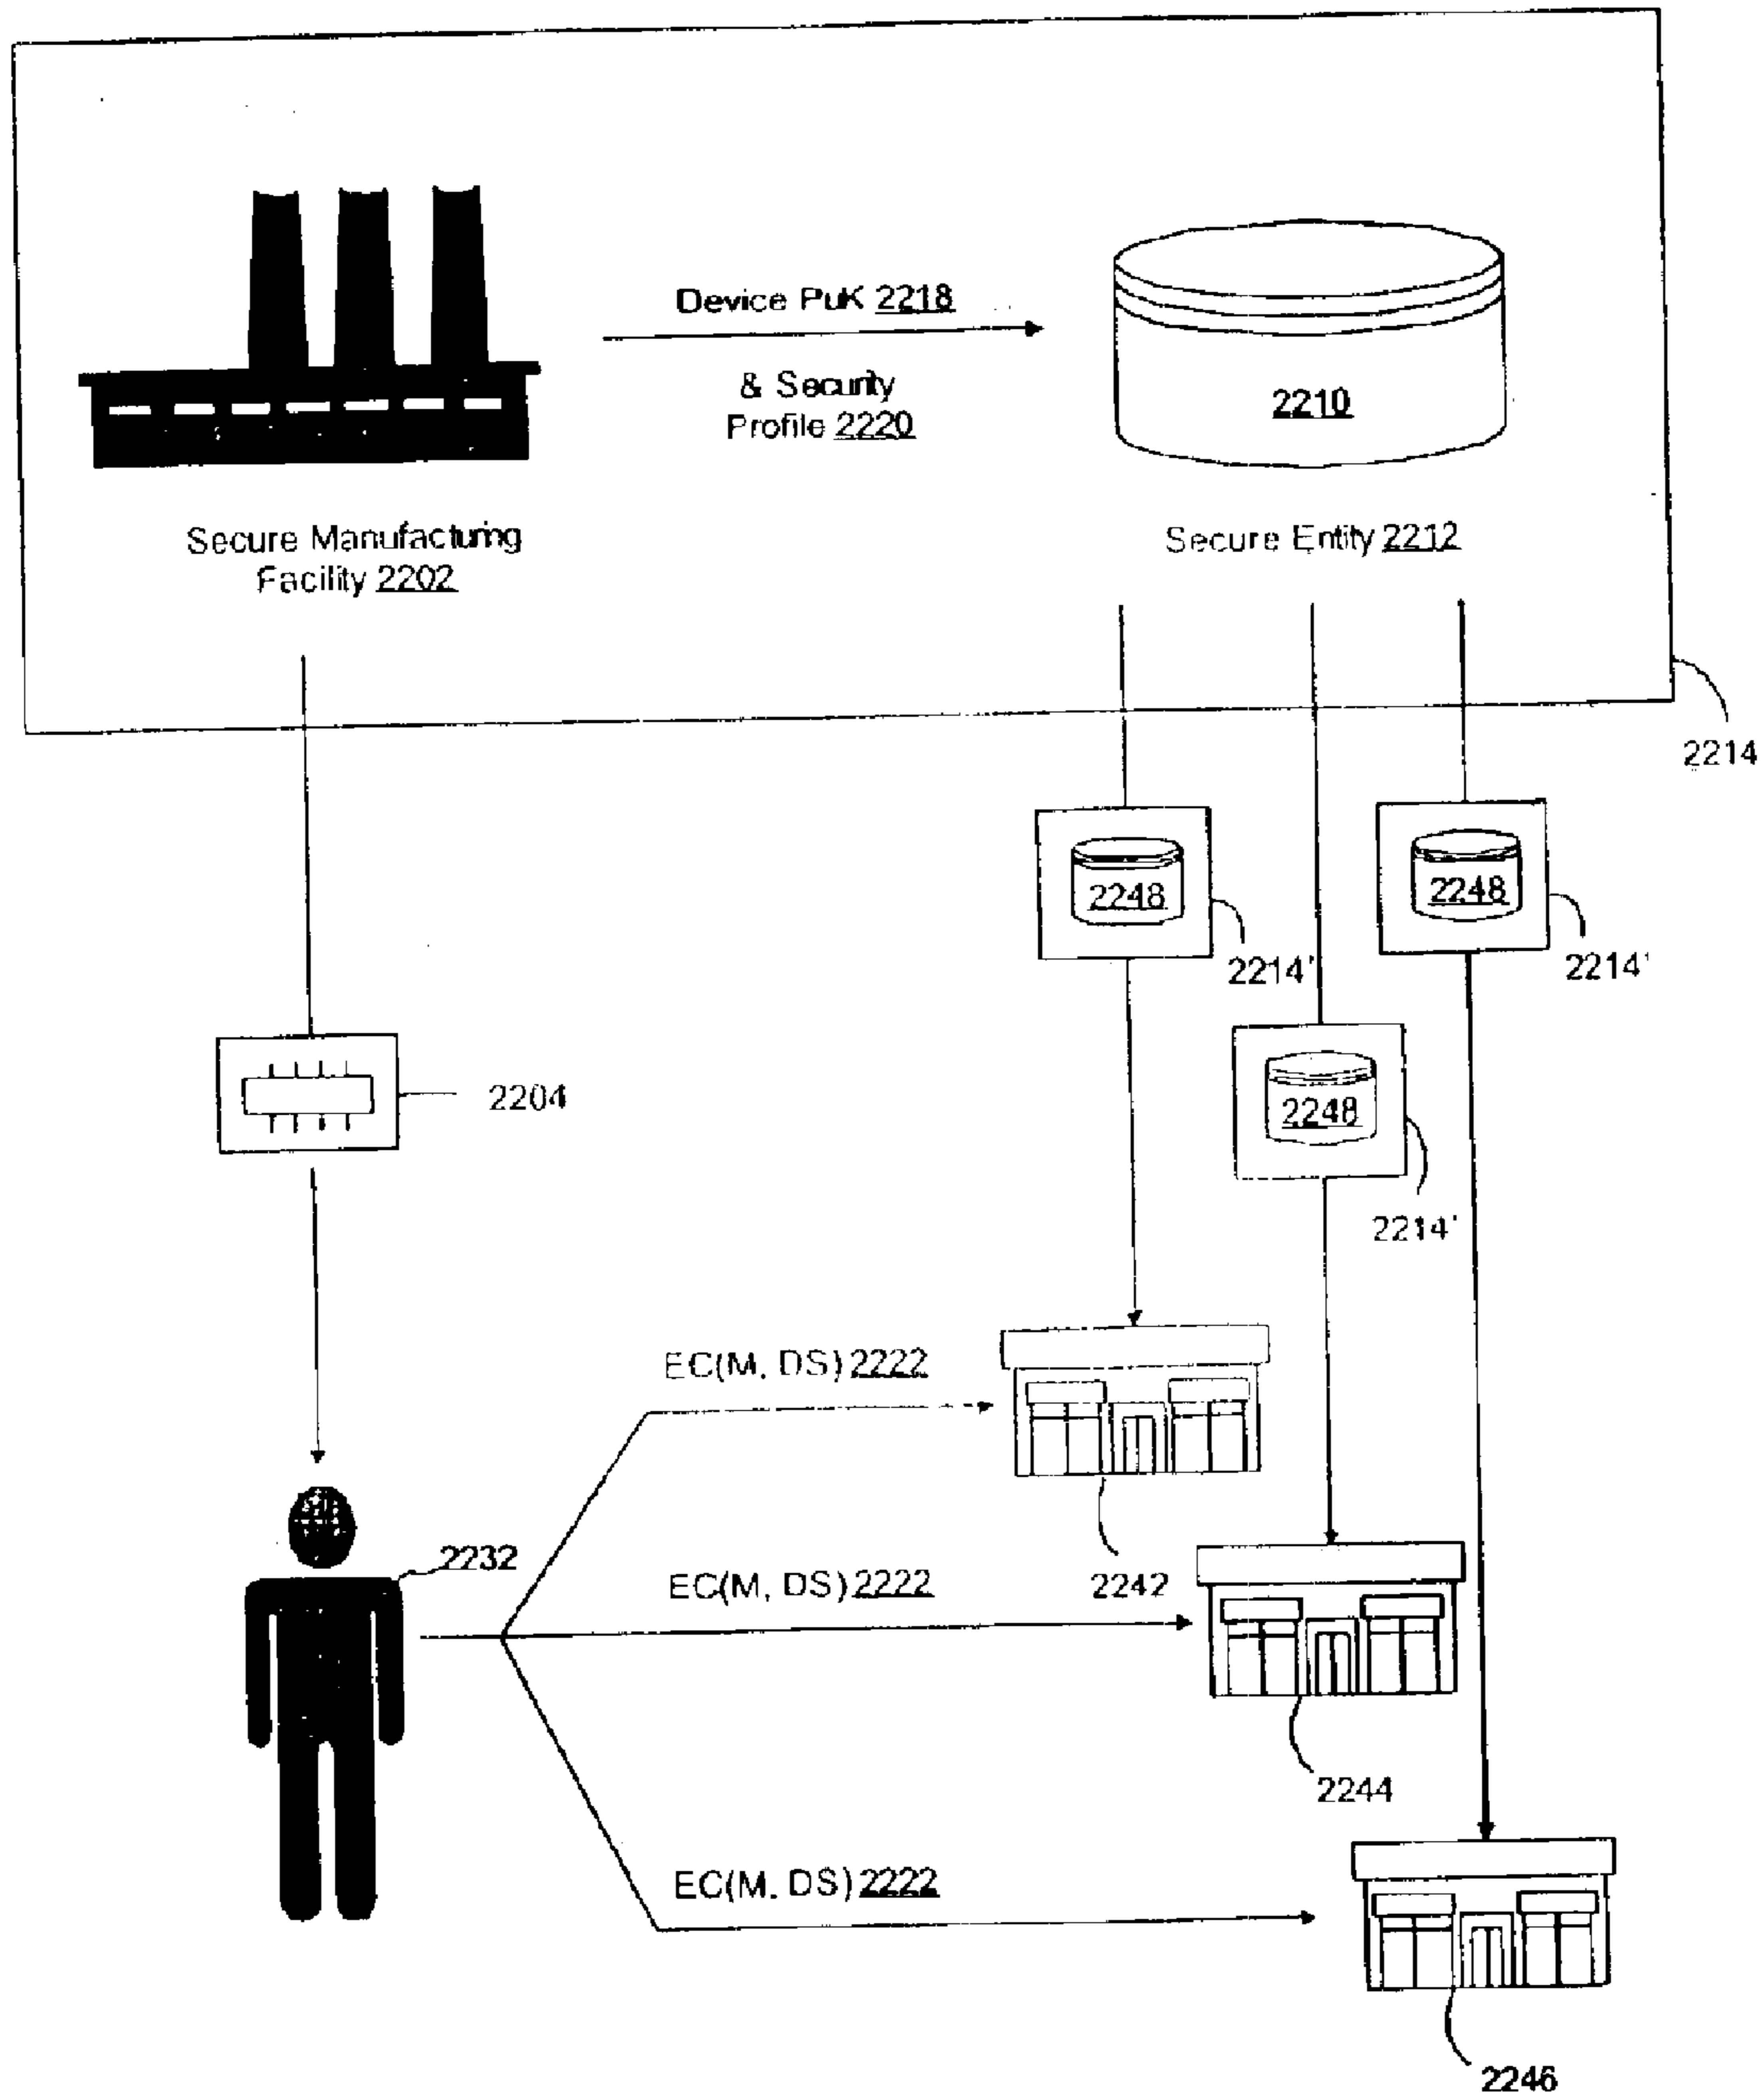 Device PuK 2218
& Security
Profile 2220
2210
Secure Manufacturing
Facility 2202
Secure Entity 2212
2214
2248
2248
2214'
2214'
2204
2248
2214'
EC(M, DS) 2222
2232
EC(M, DS) 2222
2242
2244
EC(M, DS) 2222
2246